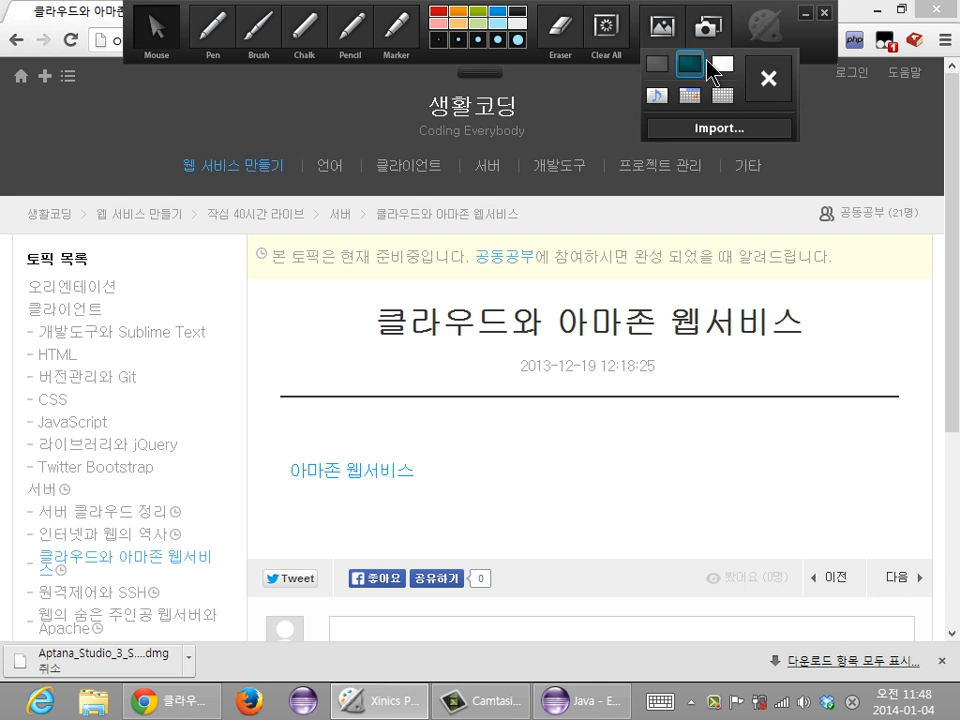 클라우드와 아마존
Mouse
Pen
Brush
Chalk
Pencil
Marker
Eraser
Clear All
Import...
php
로그인
도움말
생활코딩
Coding Everybody
웹 서비스 만들기
언어
클라이언트
서버
개발도구
프로젝트 관리
기타
생활코딩 > 웹 서비스 만들기 > 작심 40시간 라이브 > 서버 > 클라우드와 아마존 웹서비스
공동공부 (21명)
토픽 목록
오리엔테이션
클라이언트
- 개발도구와 Sublime Text
- HTML
- 버전관리와 Git
- CSS
- JavaScript
- 라이브러리와 jQuery
- Twitter Bootstrap
서버
- 서버 클라우드 정리
- 인터넷과 웹의 역사
- 클라우드와 아마존 웹서비
스
- 원격제어와 SSH
- 웹의 숨은 주인공 웹서버와
Apache
본 토픽은 현재 준비중입니다. 공동공부에 참여하시면 완성 되었을 때 알려드립니다.
클라우드와 아마존 웹서비스
2013-12-19 12:18:25
아마존 웹서비스
Tweet
좋아요
공유하기
0
봤어요 (0명)
이전
다음
Aptana_Studio_3_S....dmg
취소
다운로드 항목 모두 표시...
클라우...
Xinics P...
Camtasi...
Java - E...
오전 11:48
2014-01-04